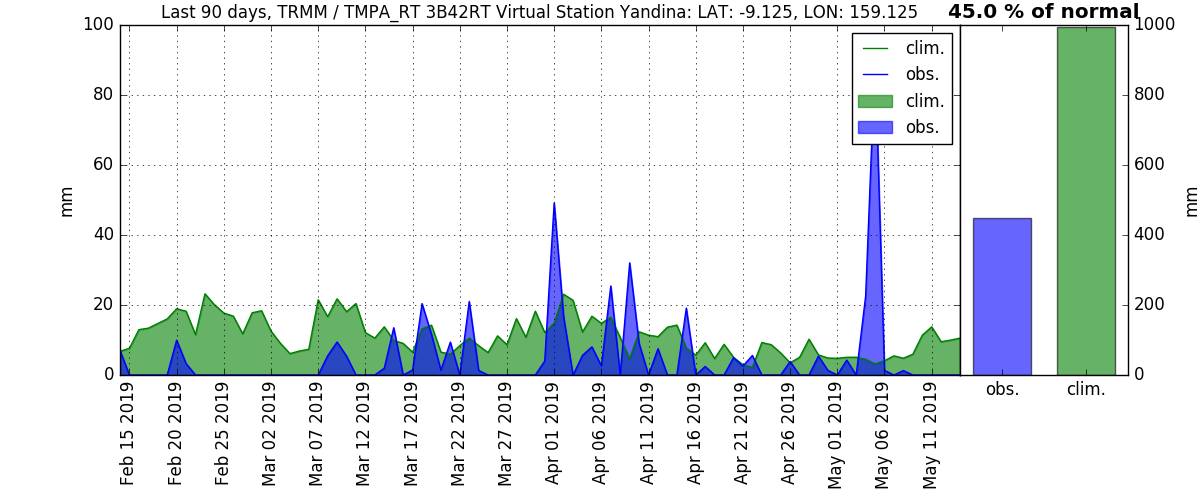 Last 90 days, TRMM / TMPA_RT 3B42RT Virtual Station Yandina: LAT: -9.125, LON: 159.125
45.0 % of normal
100
80
60
40
20
0
mm
clim.
obs.
clim.
obs.
1000
800
600
400
200
0
mm
Feb 15 2019
Feb 20 2019
Feb 25 2019
Mar 02 2019
Mar 07 2019
Mar 12 2019
Mar 17 2019
Mar 22 2019
Mar 27 2019
Apr 01 2019
Apr 06 2019
Apr 11 2019
Apr 16 2019
Apr 21 2019
Apr 26 2019
May 01 2019
May 06 2019
May 11 2019
obs.
clim.